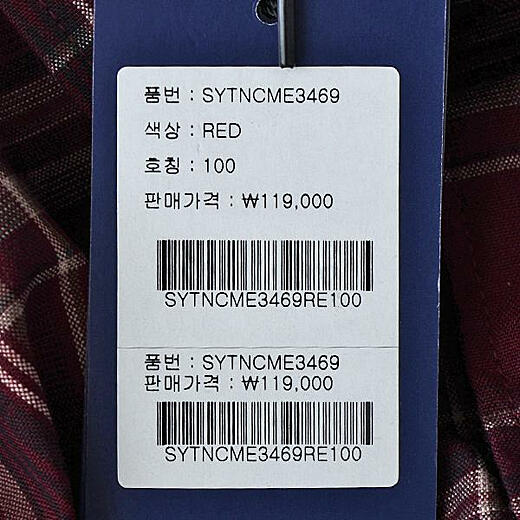 품번 : SYTNCME3469
색상 : RED
호칭 : 100
판매가격 : ₩119,000
SYTNCME3469RE100
품번 : SYTNCME3469
판매가격 : ₩119,000
SYTNCME3469RE100